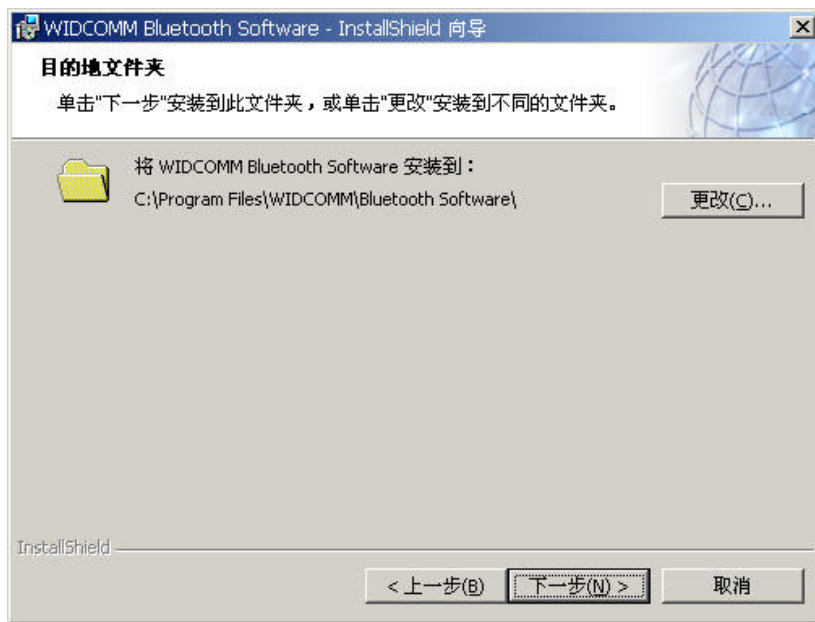 WIDCOMM Bluetooth Software - InstallShield 向导
目的地文件夹
单击"下一步"安装到此文件夹，或单击"更改"安装到不同的文件夹。
将 WIDCOMM Bluetooth Software 安装到：
C:\Program Files\WIDCOMM\Bluetooth Software\
更改(C)...
InstallShield
< 上一步(B) 下一步(N) > 取消